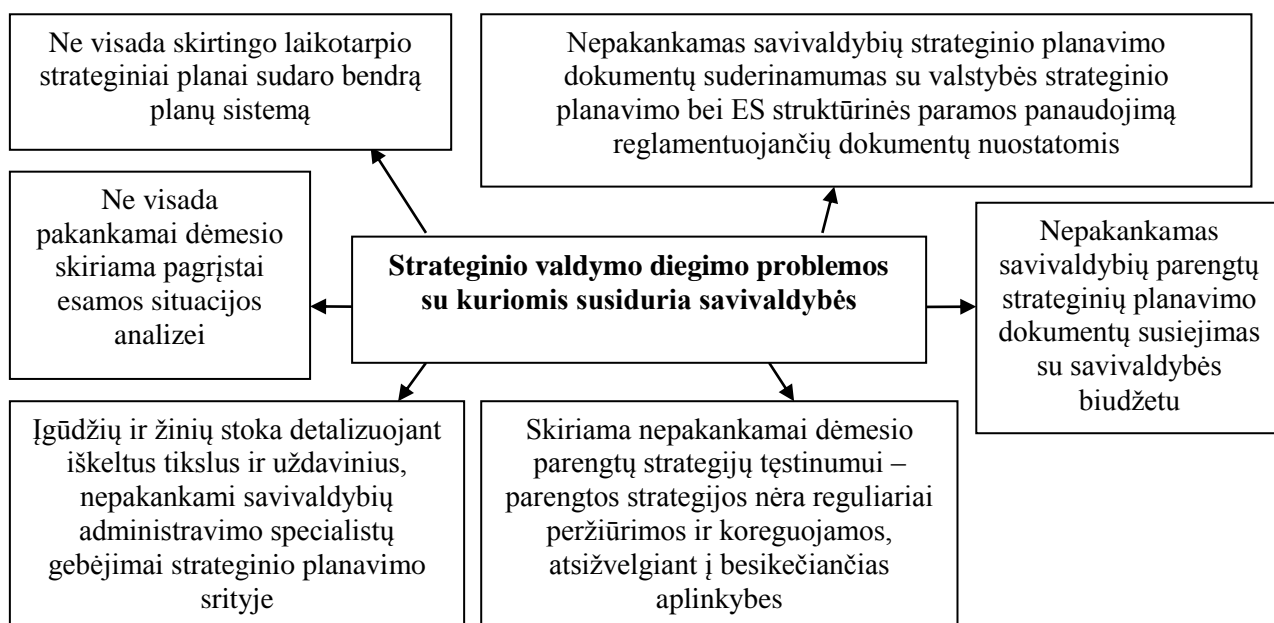 Ne visada skirtingo laikotarpio
strateginiai planai sudaro bendrą
planų sistemą
Nepakankamas savivaldybių strateginio planavimo
dokumentų suderinamumas su valstybės strateginio
planavimo bei ES struktūrinės paramos panaudojimą
reglamentuojančių dokumentų nuostatomis
Ne visada
pakankamai dėmesio
skiriama pagrįstai
esamos situacijos
analizei
Strateginio valdymo diegimo problemos
su kuriomis susiduria savivaldybės
Nepakankamas
savivaldybių parengtų
strateginių planavimo
dokumentų susiejimas
su savivaldybės
biudžetu
Įgūdžių ir žinių stoka detalizuojant
iškeltus tikslus ir uždavinius,
nepakankami savivaldybių
administravimo specialistų
gebėjimai strateginio planavimo
srityje
Skiriama nepakankamai dėmesio
parengtų strategijų tęstinumui –
parengtos strategijos nėra reguliariai
peržiūrimos ir koreguojamos,
atsižvelgiant į besikečiančias
aplinkybes